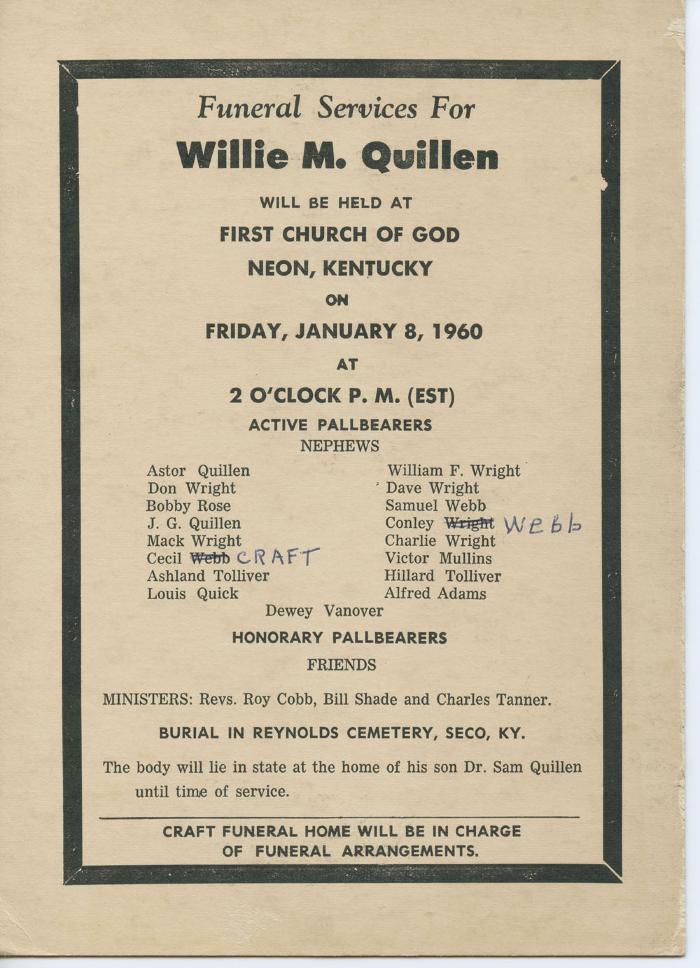 Funeral Services For
Willie M. Quillen
WILL BE HELD AT
FIRST CHURCH OF GOD
NEON, KENTUCKY
ON
FRIDAY, JANUARY 8, 1960
AT
2 O'CLOCK P. M. (EST)
ACTIVE PALLBEARERS
NEPHEWS
Astor Quillen William F. Wright
Don Wright Dave Wright
Bobby Rose Samuel Webb
J. G. Quillen Conley Wright Webb
Mack Wright Charlie Wright
Cecil Webb CRAFT Victor Mullins
Ashland Tolliver Hillard Tolliver
Louis Quick Alfred Adams
Dewey Vanover
HONORARY PALLBEARERS
FRIENDS
MINISTERS: Revs. Roy Cobb, Bill Shade and Charles Tanner.
BURIAL IN REYNOLDS CEMETERY, SECO, KY.
The body will lie in state at the home of his son Dr. Sam Quillen
until time of service.
CRAFT FUNERAL HOME WILL BE IN CHARGE
OF FUNERAL ARRANGEMENTS.